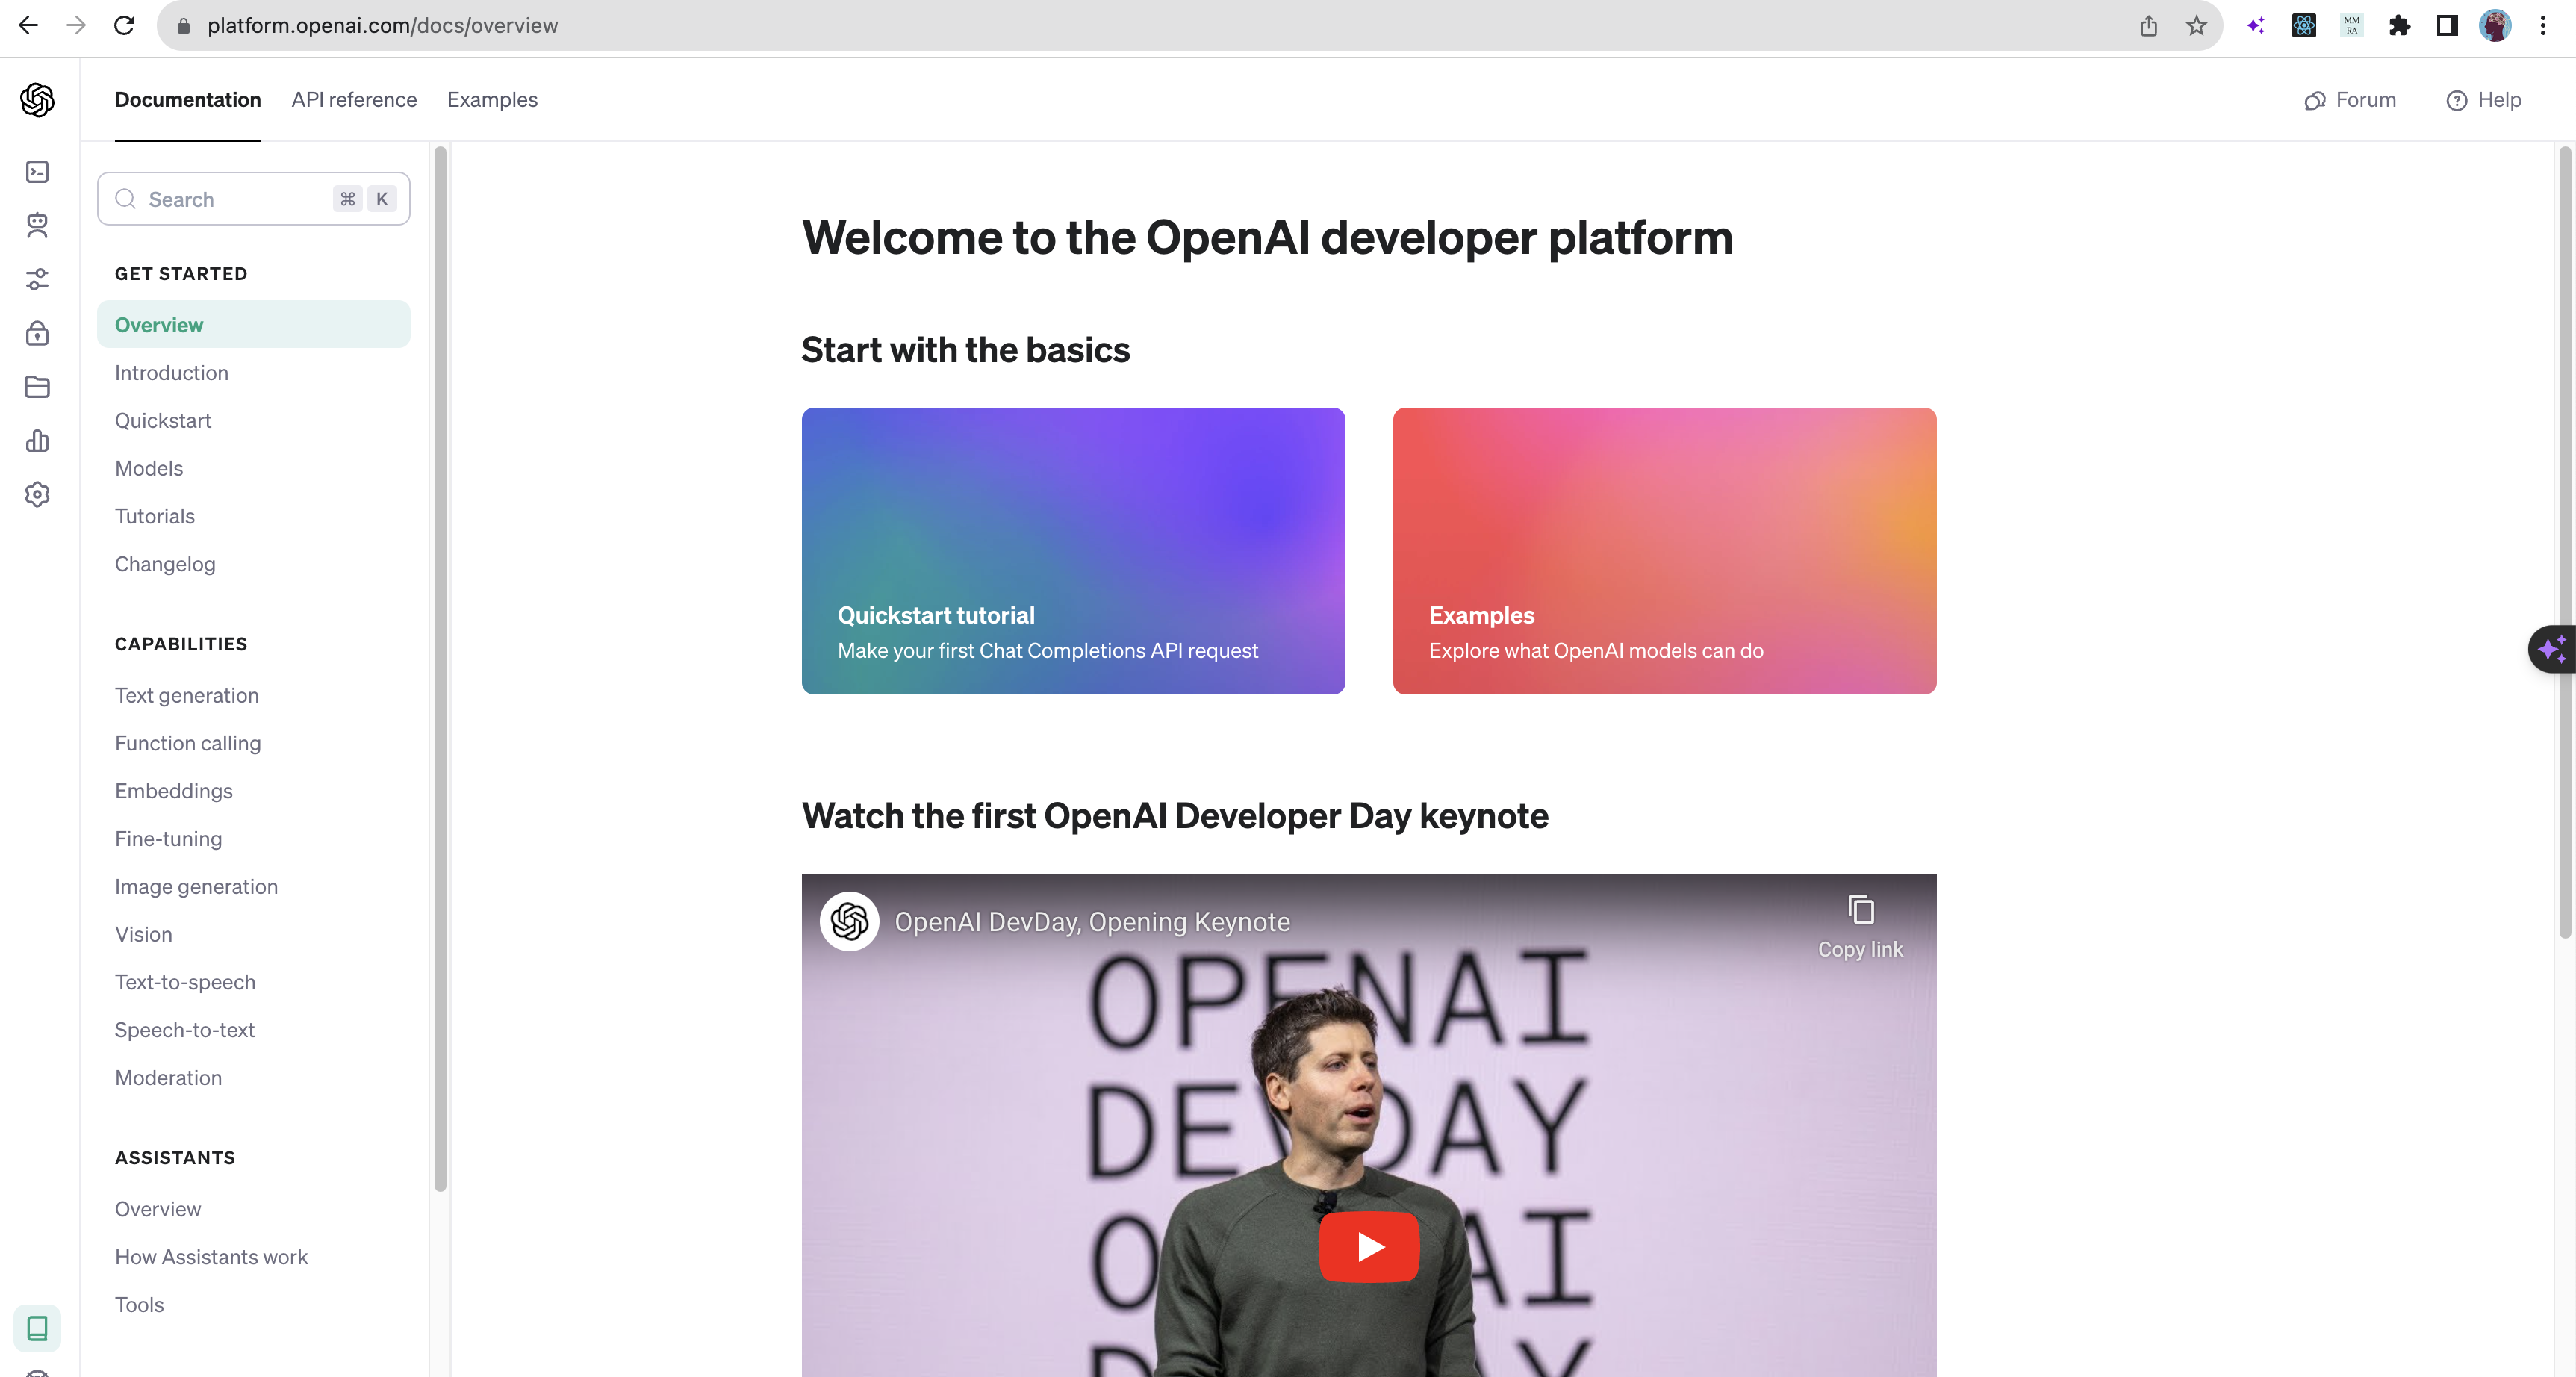 platform.openai.com/docs/overview
MM
RA
Documentation
API reference
Examples
Forum
Help
Search
⌘ K
GET STARTED
Overview
Introduction
Quickstart
Models
Tutorials
Changelog
CAPABILITIES
Text generation
Function calling
Embeddings
Fine-tuning
Image generation
Vision
Text-to-speech
Speech-to-text
Moderation
ASSISTANTS
Overview
How Assistants work
Tools
Welcome to the OpenAI developer platform
Start with the basics
Quickstart tutorial
Make your first Chat Completions API request
Examples
Explore what OpenAI models can do
Watch the first OpenAI Developer Day keynote
OpenAI DevDay, Opening Keynote
Copy link
OPENAI
DEVDAY
O AI
D Y